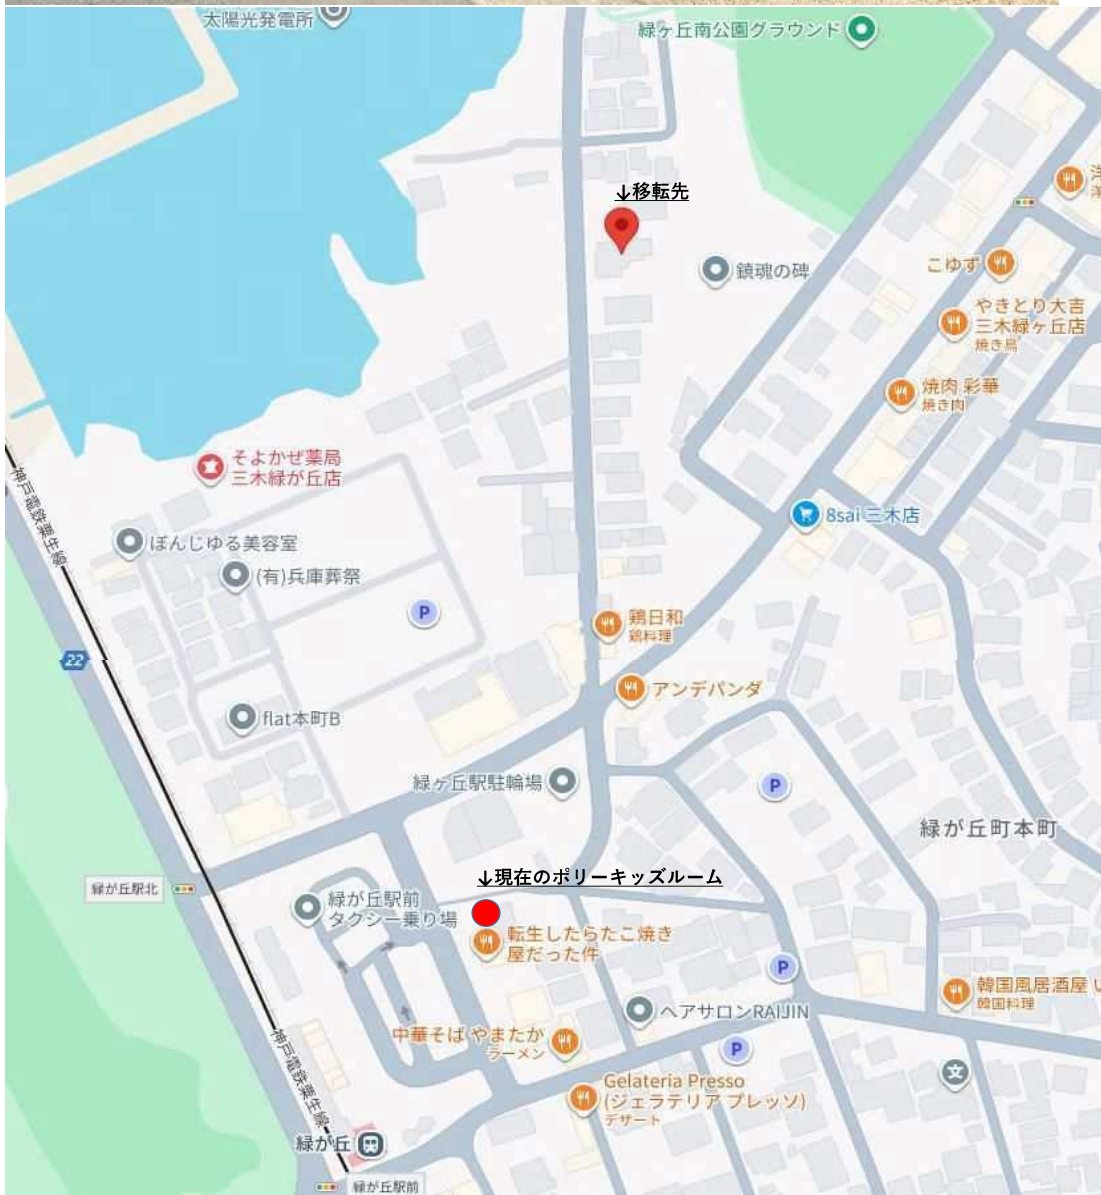 太陽光発電所
緑ヶ丘南公園グラウンド
↓移転先
鎮魂の碑
こゆず
やきとり大吉
三木緑ヶ丘店
焼き鳥
焼肉 彩華
焼き肉
そよかぜ薬局
三木緑が丘店
8sai 三木店
神戸電鉄粟生線
ぼんじゅる美容室
(有)兵庫葬祭
P
鶏日和
鶏料理
22
アンデパンダ
flat本町B
緑ヶ丘駅駐輪場
P
緑が丘町本町
↓現在のポリーキッズルーム
緑が丘駅北
緑が丘駅前
タクシー乗り場
転生したらたこ焼き
屋だった件
P
韓国風居酒屋
韓国料理
ヘアサロンRAIJIN
中華そば やまたか
ラーメン
P
神戸電鉄粟生線
文
Gelateria Presso
(ジェラテリア プレッソ)
デザート
緑が丘
緑が丘駅前